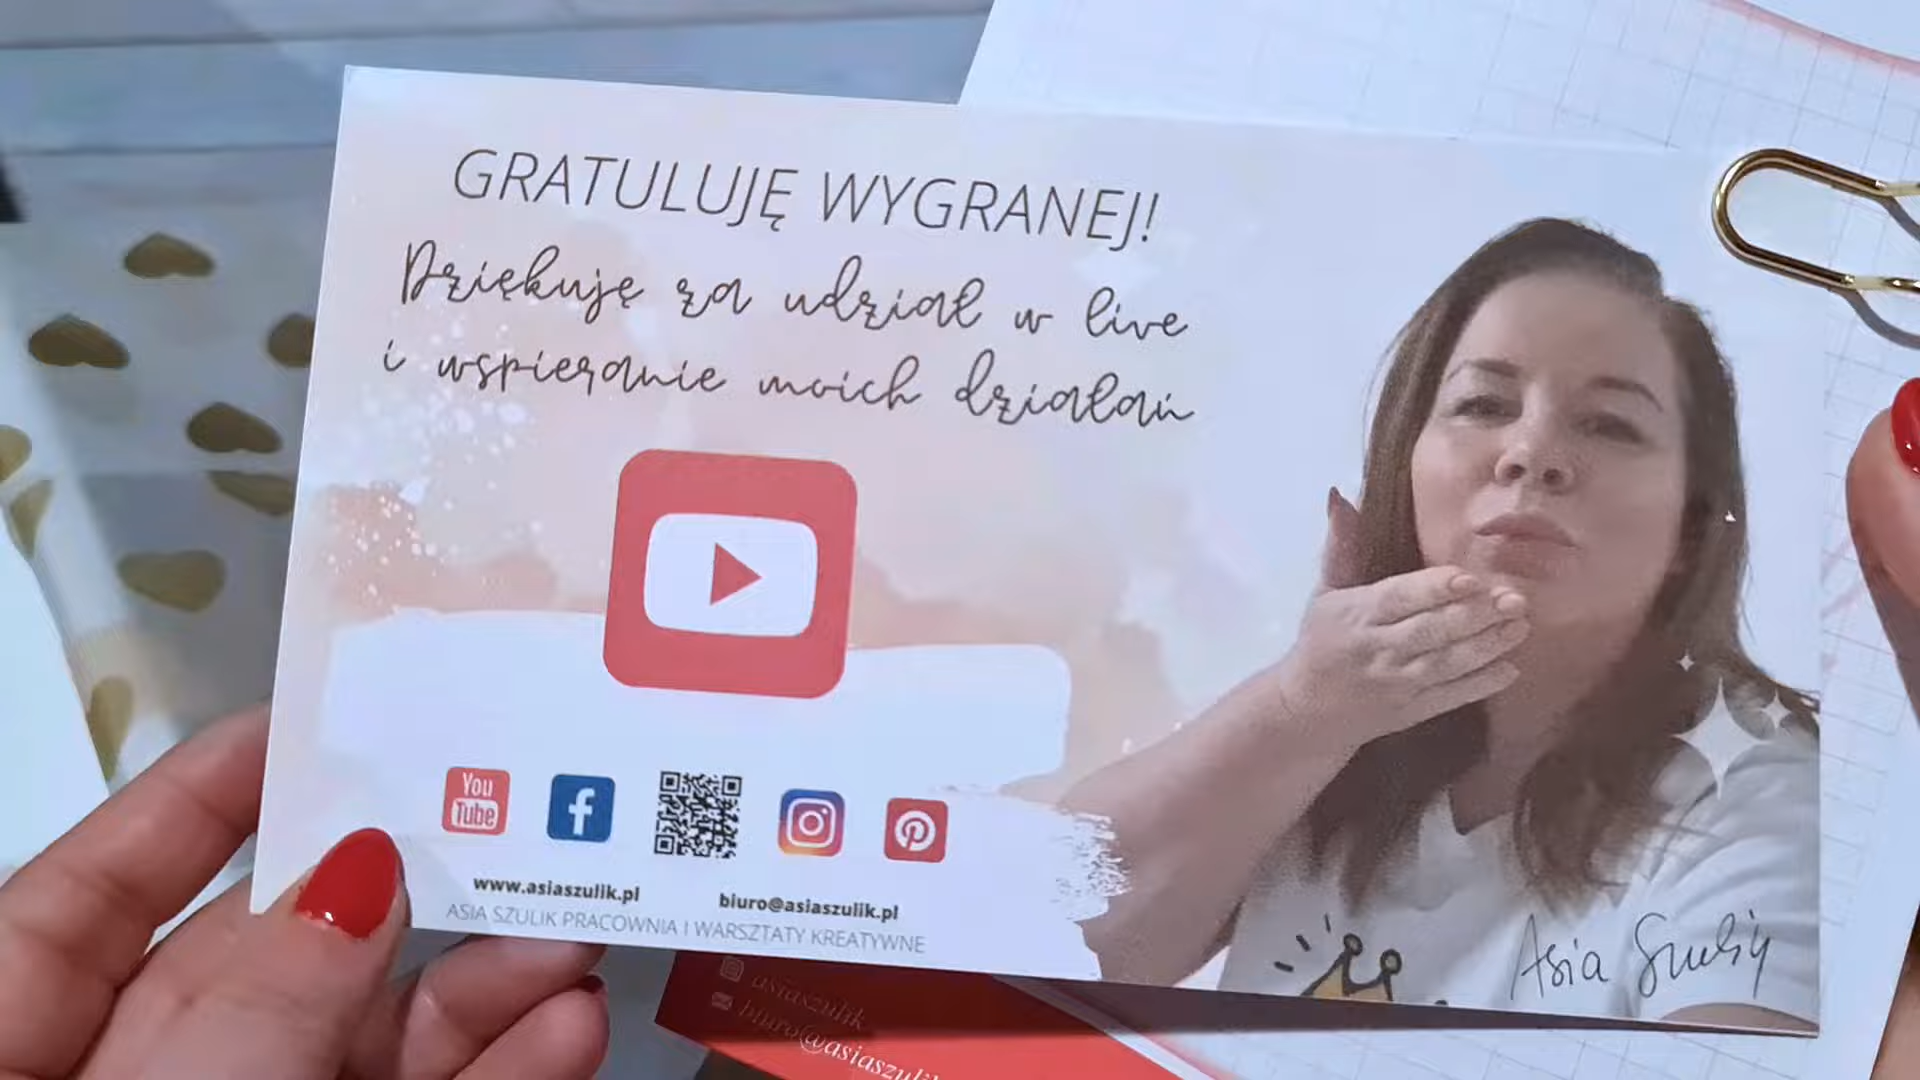 GRATULUJĘ WYGRANEJ!
Dziękuję za udział w live
i wspieranie moich działań
You
Tube
www.asiaszulik.pl
biuro@asiaszulik.pl
ASIA SZULIK PRACOWNIA I WARSZTATY KREATYWNE
Asia Szulik
asiaszulik
biuro@asiaszulik